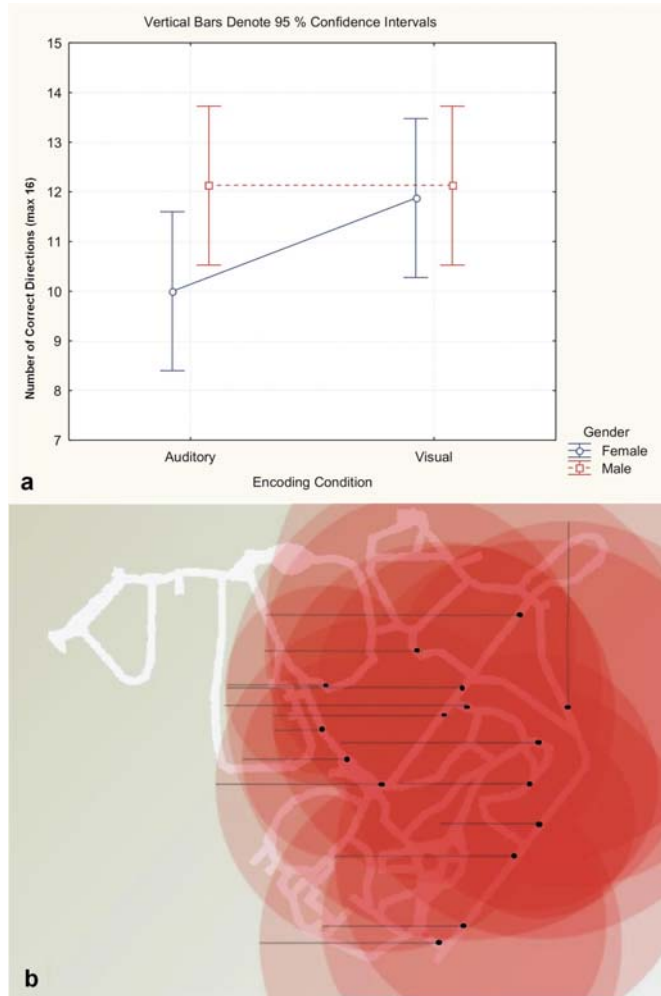 Vertical Bars Denote 95 % Confidence Intervals
15
14
13
12
11
10
9
8
7
Number of Correct Directions (max 16)
Auditory
Visual
Encoding Condition
Gender
Female
Male
a
b